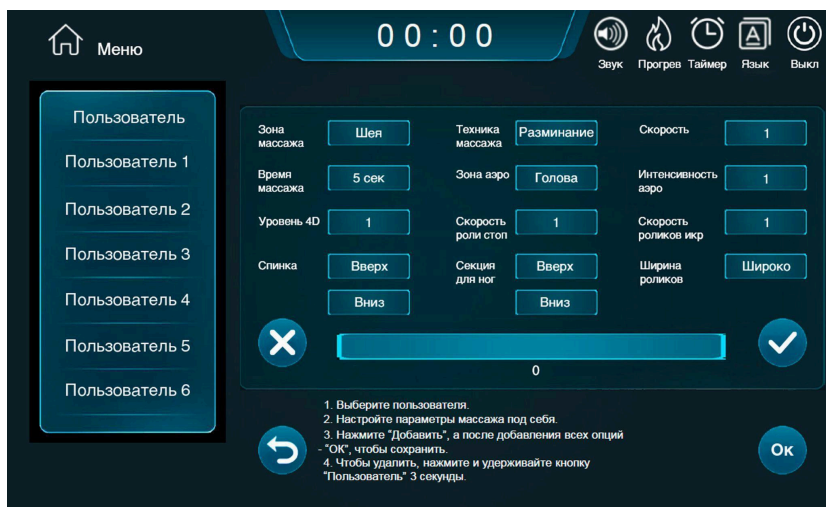 Меню
00:00
Звук Прогрев Таймер Язык Выкл
Пользователь
Пользователь 1
Пользователь 2
Пользователь 3
Пользователь 4
Пользователь 5
Пользователь 6
Зона массажа Шея Техника массажа Разминание Скорость 1
Время массажа 5 сек Зона аэро Голова Интенсивность аэро 1
Уровень 4D 1 Скорость роли стоп 1 Скорость роликов икр 1
Спинка Вверх Секция для ног Вверх Ширина роликов Широко
Вниз Вниз
0
1. Выберите пользователя.
2. Настройте параметры массажа под себя.
3. Нажмите "Добавить", а после добавления всех опций
- "ОК", чтобы сохранить.
4. Чтобы удалить, нажмите и удерживайте кнопку
"Пользователь" 3 секунды.
Ок